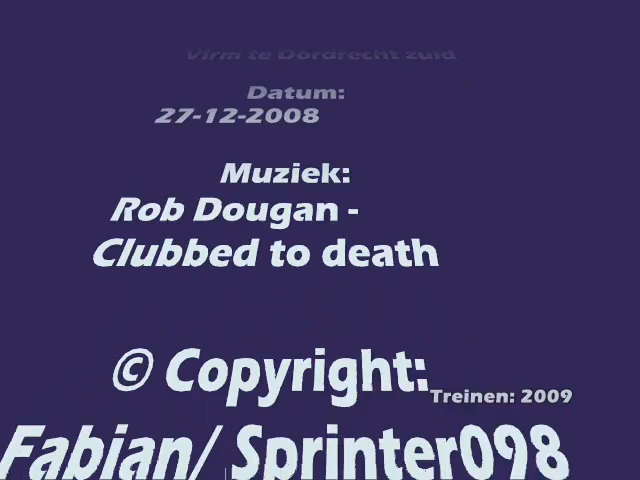 Virm te Dordrecht zuid
Datum:
27-12-2008
Muziek:
Rob Dougan -
Clubbed to death
© Copyright:
Treinen: 2009
Fabian/ Sprinter098